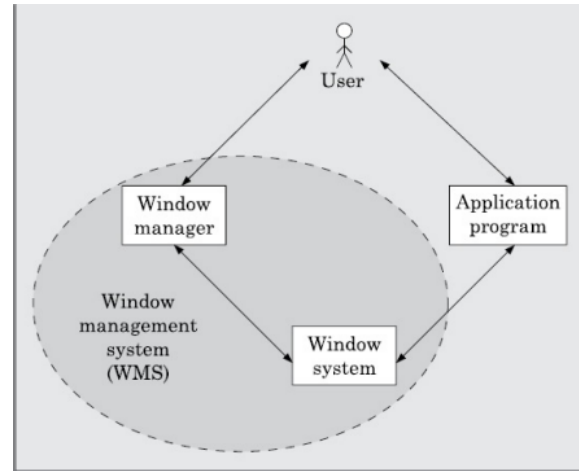 User
Window
manager
Application
program
Window
management
system
(WMS)
Window
system